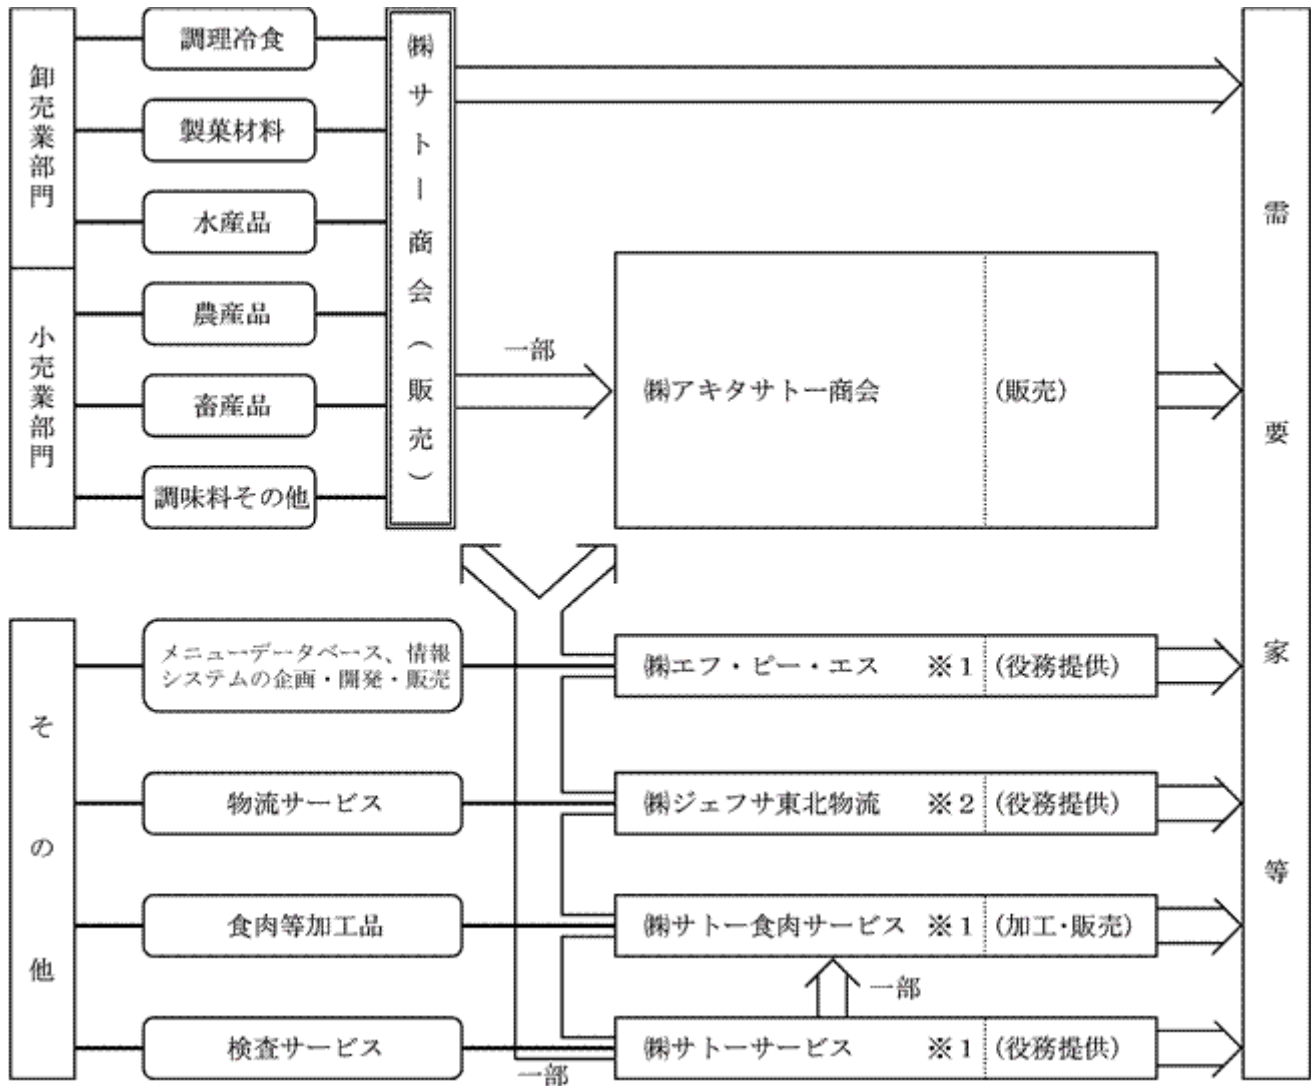 卸売業部門
小売業部門
調理冷食
製菓材料
水産品
農産品
畜産品
調味料その他
㈱サトー商会（販売）
一部
㈱アキタサトー商会 (販売)
需要家等
その他
メニューデータベース、情報
システムの企画・開発・販売
㈱エフ・ピー・エス ※1 (役務提供)
物流サービス
㈱ジェフサ東北物流 ※2 (役務提供)
食肉等加工品
㈱サトー食肉サービス ※1 (加工・販売)
一部
検査サービス
㈱サトーサービス ※1 (役務提供)
一部